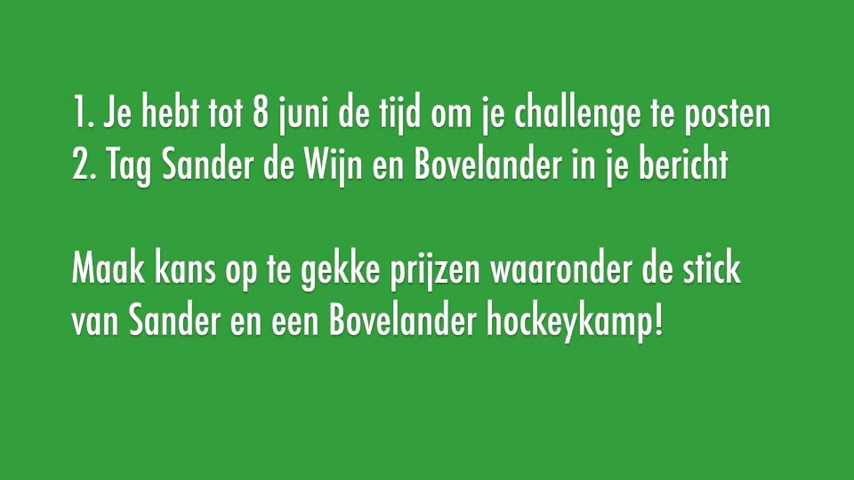 1. Je hebt tot 8 juni de tijd om je challenge te posten
2. Tag Sander de Wijn en Bovelander in je bericht
Maak kans op te gekke prijzen waaronder de stick
van Sander en een Bovelander hockeykamp!